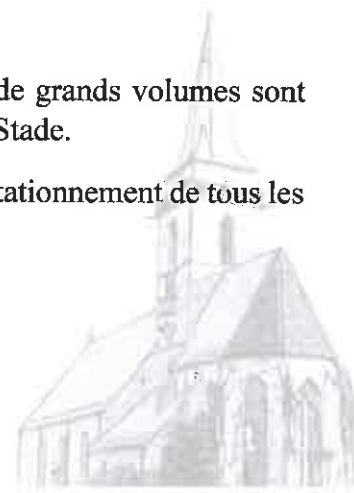 de grands volumes sont
Stade.
tationnement de tous les